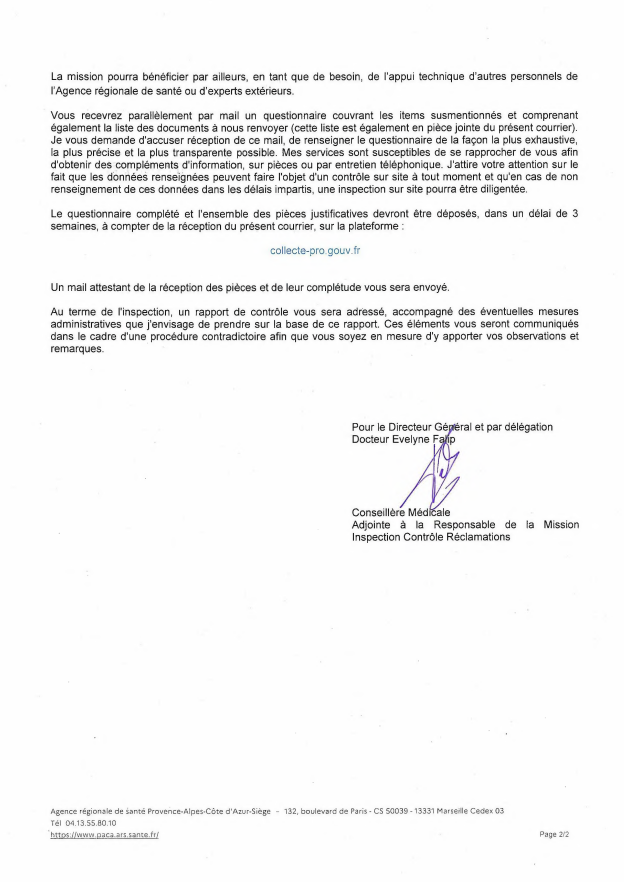 La mission pourra bénéficier par ailleurs, en tant que de besoin, de l'appui technique d'autres personnels de
l'Agence régionale de santé ou d'experts extérieurs.
Vous recevrez parallèlement par mail un questionnaire couvrant les items susmentionnés et comprenant
également la liste des documents à nous renvoyer (cette liste est également en pièce jointe du présent courrier).
Je vous demande d'accuser réception de ce mail, de renseigner le questionnaire de la façon la plus exhaustive,
la plus précise et la plus transparente possible. Mes services sont susceptibles de se rapprocher de vous afin
d'obtenir des compléments d'information, sur pièces ou par entretien téléphonique. J'attire votre attention sur le
fait que les données renseignées peuvent faire l'objet d'un contrôle sur site à tout moment et qu'en cas de non
renseignement de ces données dans les délais impartis, une inspection sur site pourra être diligentée.
Le questionnaire complété et l'ensemble des pièces justificatives devront être déposés, dans un délai de 3
semaines, à compter de la réception du présent courrier, sur la plateforme :
collecte-pro.gouv.fr
Un mail attestant de la réception des pièces et de leur complétude vous sera envoyé.
Au terme de l'inspection, un rapport de contrôle vous sera adressé, accompagné des éventuelles mesures
administratives que j'envisage de prendre sur la base de ce rapport. Ces éléments vous seront communiqués
dans le cadre d'une procédure contradictoire afin que vous soyez en mesure d'y apporter vos observations et
remarques.
Pour le Directeur Général et par délégation
Docteur Evelyne Falip
Conseillère Médicale
Adjointe à la Responsable de la Mission
Inspection Contrôle Réclamations
Agence régionale de santé Provence-Alpes-Côte d'Azur-Siège - 132, boulevard de Paris - CS 50039 - 13331 Marseille Cedex 03
Tél 04.13.55.80.10
https://www.paca.ars.sante.fr/
Page 2/2